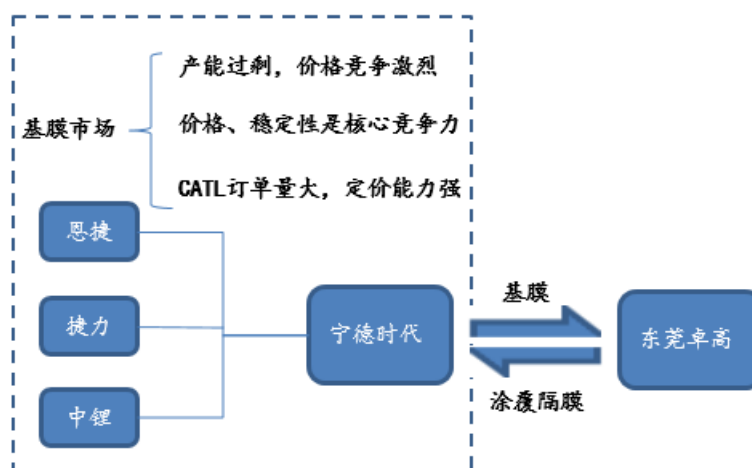 产能过剩，价格竞争激烈
基膜市场
价格、稳定性是核心竞争力
CATL订单量大，定价能力强
恩捷
捷力
中锂
宁德时代
基膜
涂覆隔膜
东莞卓高